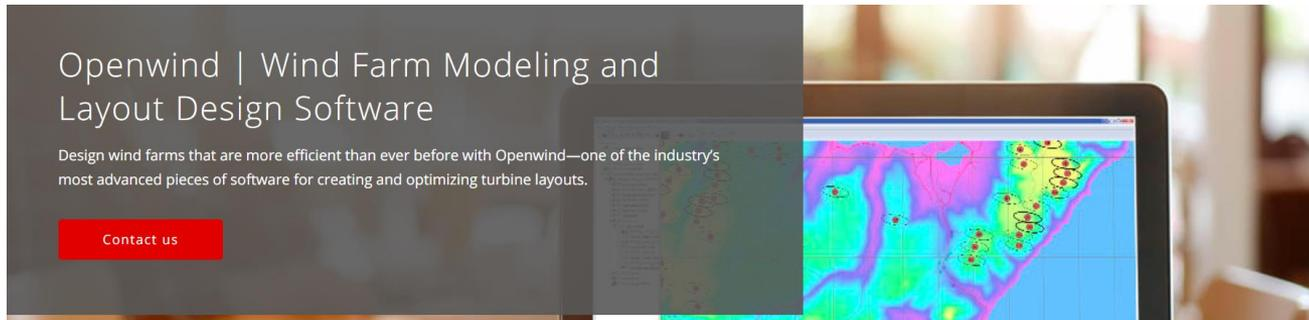 Openwind | Wind Farm Modeling and
Layout Design Software
Design wind farms that are more efficient than ever before with Openwind—one of the industry’s
most advanced pieces of software for creating and optimizing turbine layouts.
Contact us